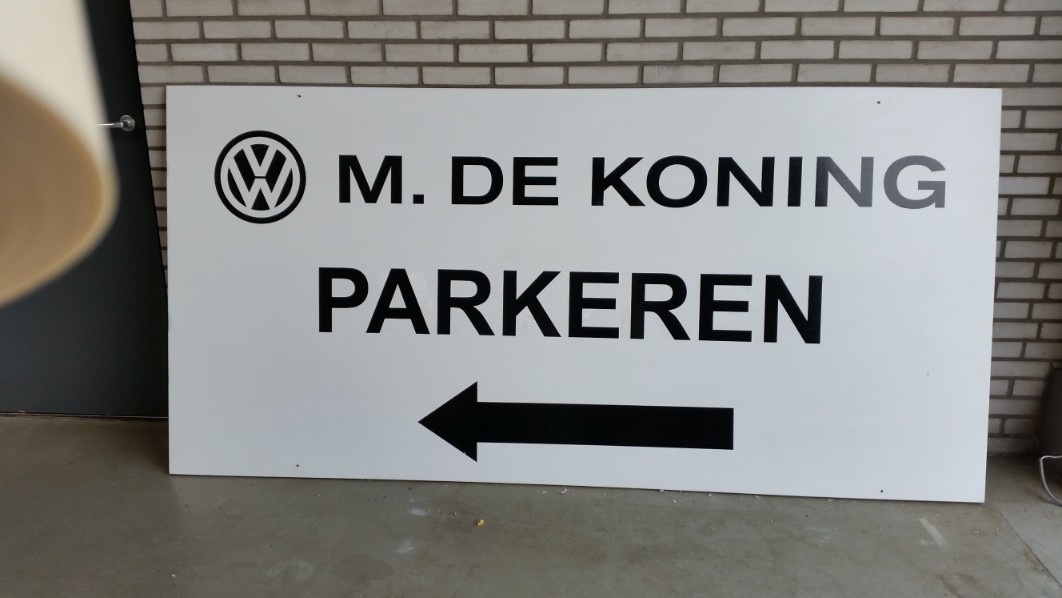 M. DE KONING
PARKEREN